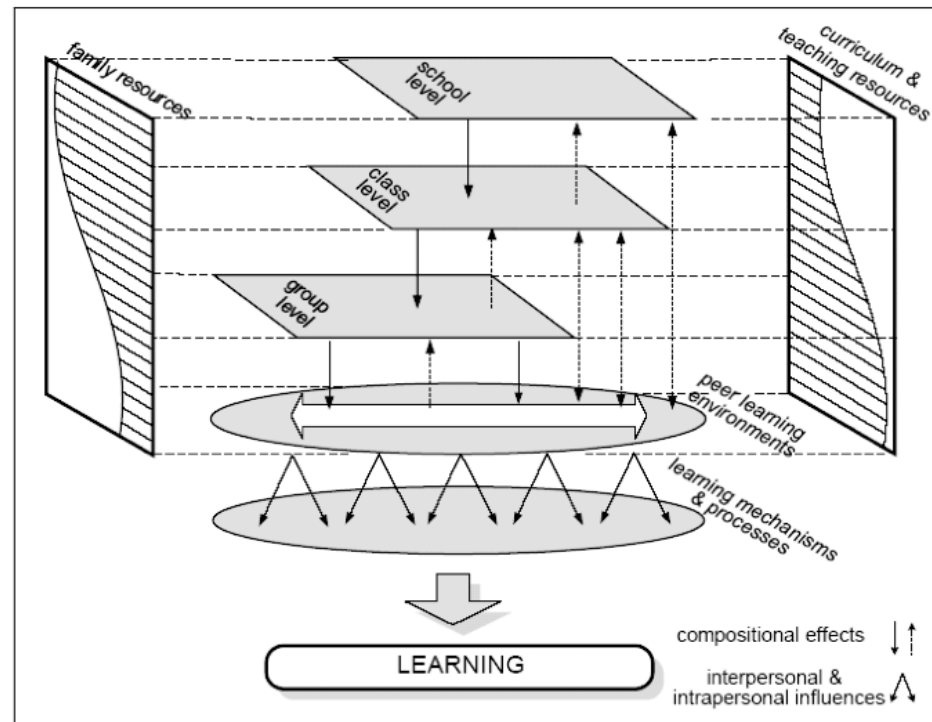 family resources
curriculum &
teaching resources
school
level
class
level
group
level
peer learning
environments
learning mechanisms
& processes
LEARNING
compositional effects
interpersonal &
intrapersonal influences